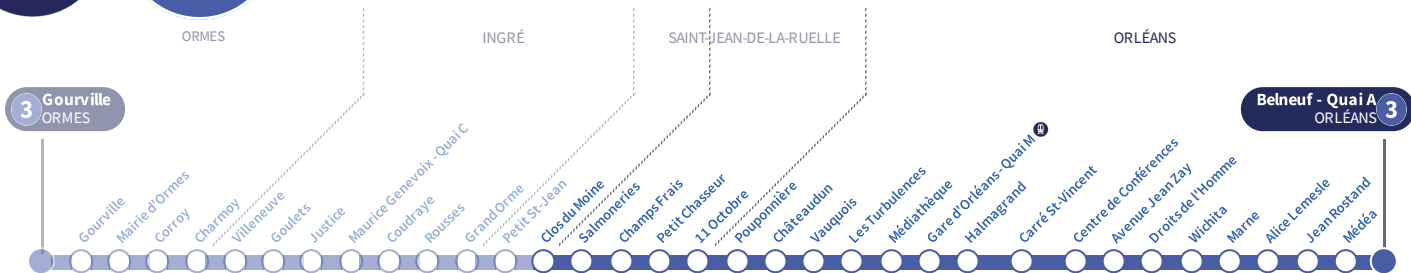 ORMES
INGRÉ
SAINT-JEAN-DE-LA-RUELLE
ORLÉANS
3 Gourville
ORMES
Belneuf - Quai A 3
ORLÉANS
Gourville
Mairie d'Ormes
Corroy
Charmoy
Villeneuve
Goulets
Justice
Maurice Genevoix - Quai C
Coudraye
Rousses
Grand Orme
Petit St-Jean
Clos du Moine
Salmoneries
Champs Frais
Petit Chasseur
11 Octobre
Pouponnière
Châteaudun
Vauquois
Les Turbulences
Médiathèque
Gare d'Orléans - Quai M
Halmagrand
Carré St-Vincent
Centre de Conférences
Avenue Jean Zay
Droits de l'Homme
Wichita
Marne
Alice Lemesle
Jean Rostand
Médéa